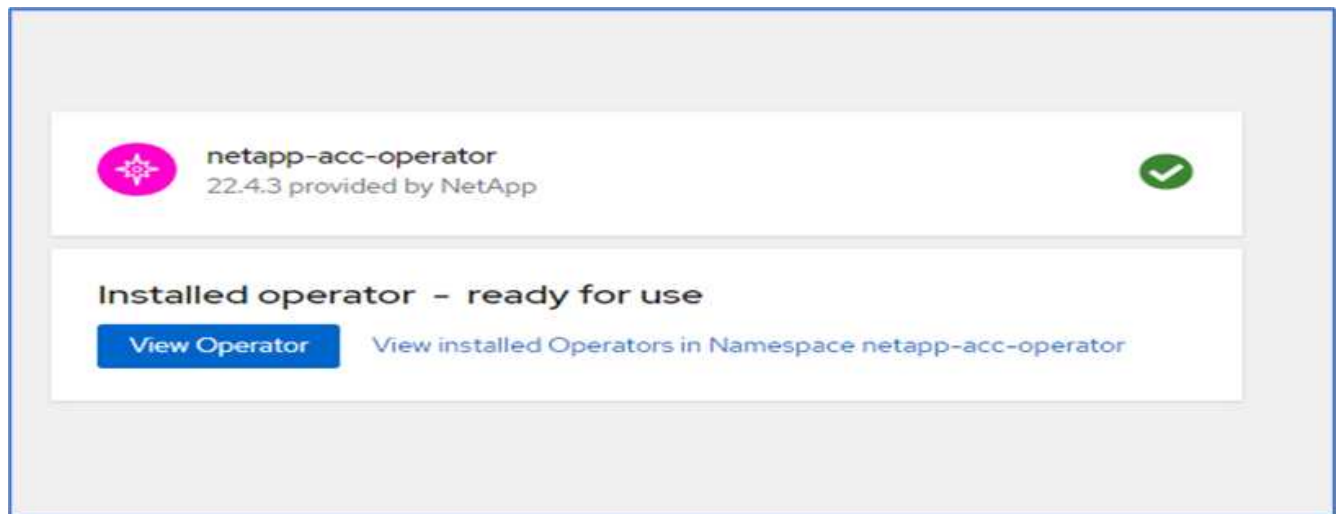 netapp-acc-operator
22.4.3 provided by NetApp
Installed operator - ready for use
View Operator
View installed Operators in Namespace netapp-acc-operator